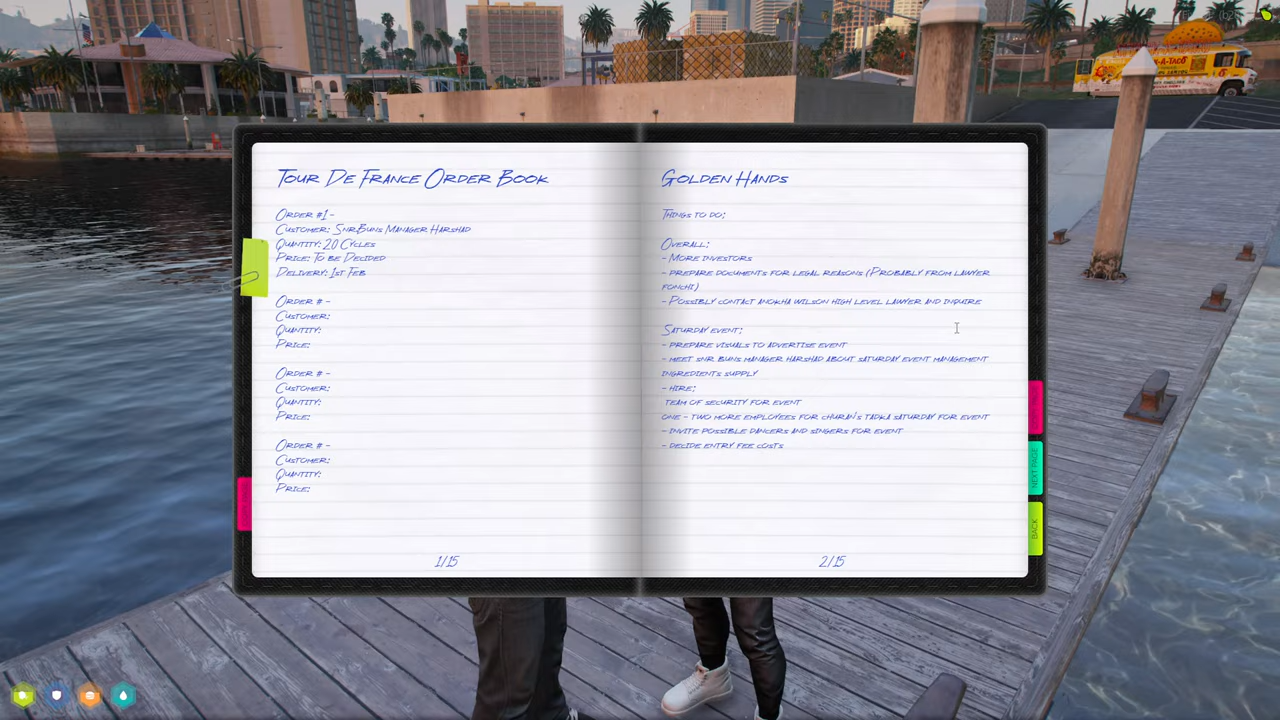 Tour De France Order Book
Order #1 -
Customer: SnrBuns Manager Harshad
Quantity: 20 Cycles
Price: To be Decided
Delivery: 1st Feb
Order # -
Customer:
Quantity:
Price:
Order # -
Customer:
Quantity:
Price:
Order # -
Customer:
Quantity:
Price:
1/15
Golden Hands
Things to do:
Overall:
- More investors
- prepare documents for legal reasons (Probably from lawyer
fonchi)
- Possibly contact anokha wilson high level lawyer and inquire
Saturday event:
- prepare visuals to advertise event
- meet snr buns manager harshad about saturday event management
ingredients supply
- hire:
team of security for event
one - two more employees for churan's tadka saturday for event
- invite possible dancers and singers for event
- decide entry fee costs
2/15
NEXT PAGE
BACK
-A-TACO